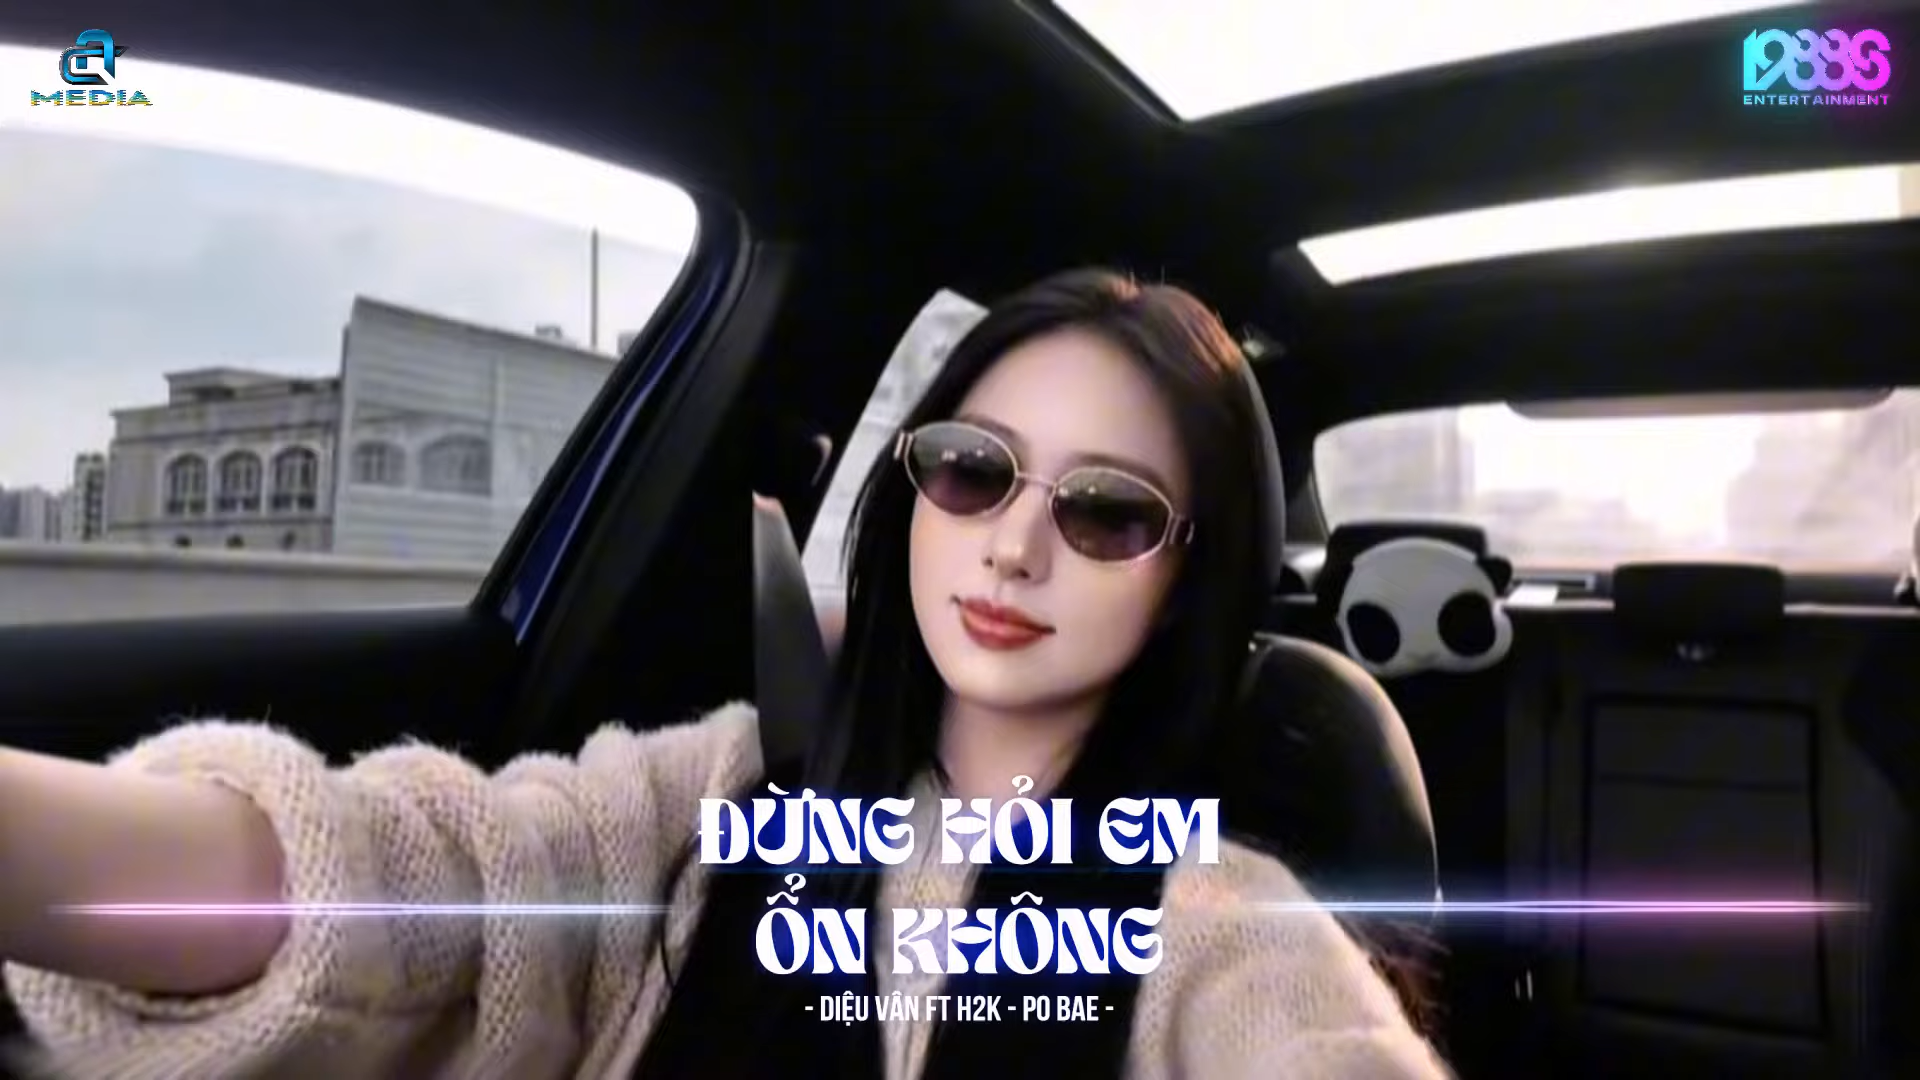 MEDIA
1988S
ENTERTAINMENT
ĐỪNG HỎI EM
ỔN KHÔNG
- DIỆU VÂN FT H2K - PO BAE -